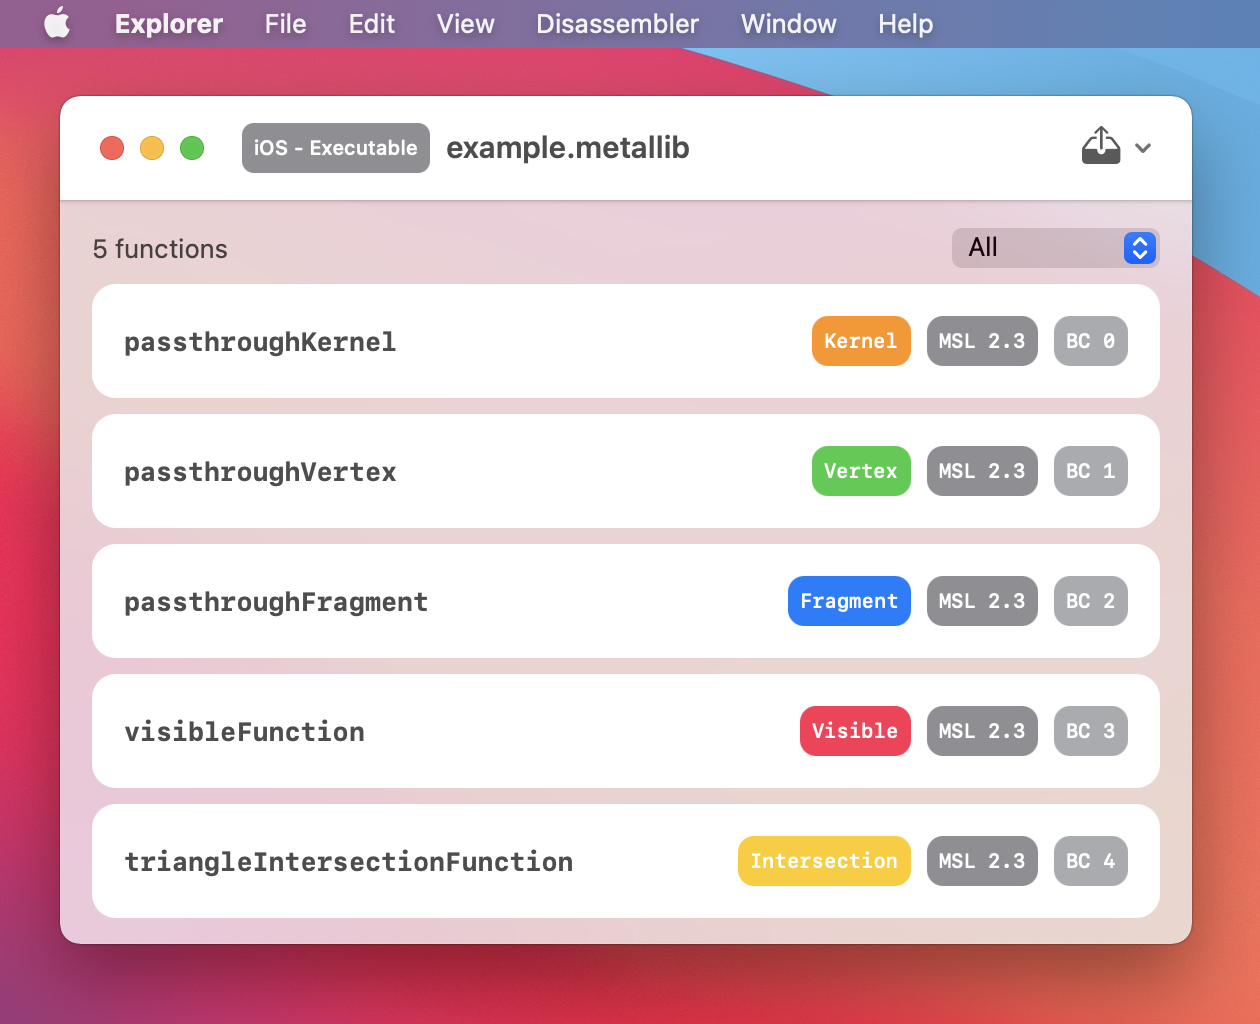 Explorer File Edit View Disassembler Window Help
iOS - Executable example.metallib
5 functions All
passthroughKernel Kernel MSL 2.3 BC 0
passthroughVertex Vertex MSL 2.3 BC 1
passthroughFragment Fragment MSL 2.3 BC 2
visibleFunction Visible MSL 2.3 BC 3
triangleIntersectionFunction Intersection MSL 2.3 BC 4